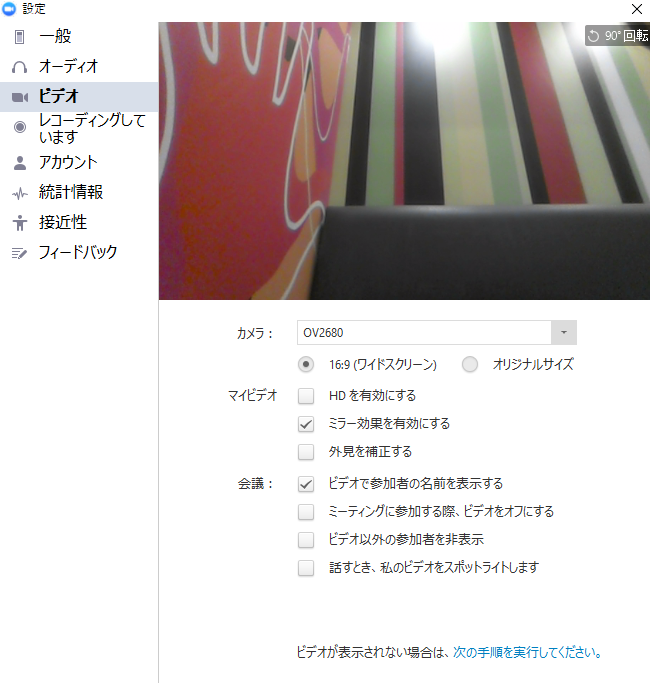 設定
90°回転
一般
オーディオ
ビデオ
レコーディングして
います
アカウント
統計情報
接近性
フィードバック
カメラ：
OV2680
16:9 (ワイドスクリーン)
オリジナルサイズ
マイビデオ
HD を有効にする
ミラー効果を有効にする
外見を補正する
会議：
ビデオで参加者の名前を表示する
ミーティングに参加する際、ビデオをオフにする
ビデオ以外の参加者を非表示
話すとき、私のビデオをスポットライトします
ビデオが表示されない場合は、次の手順を実行してください。